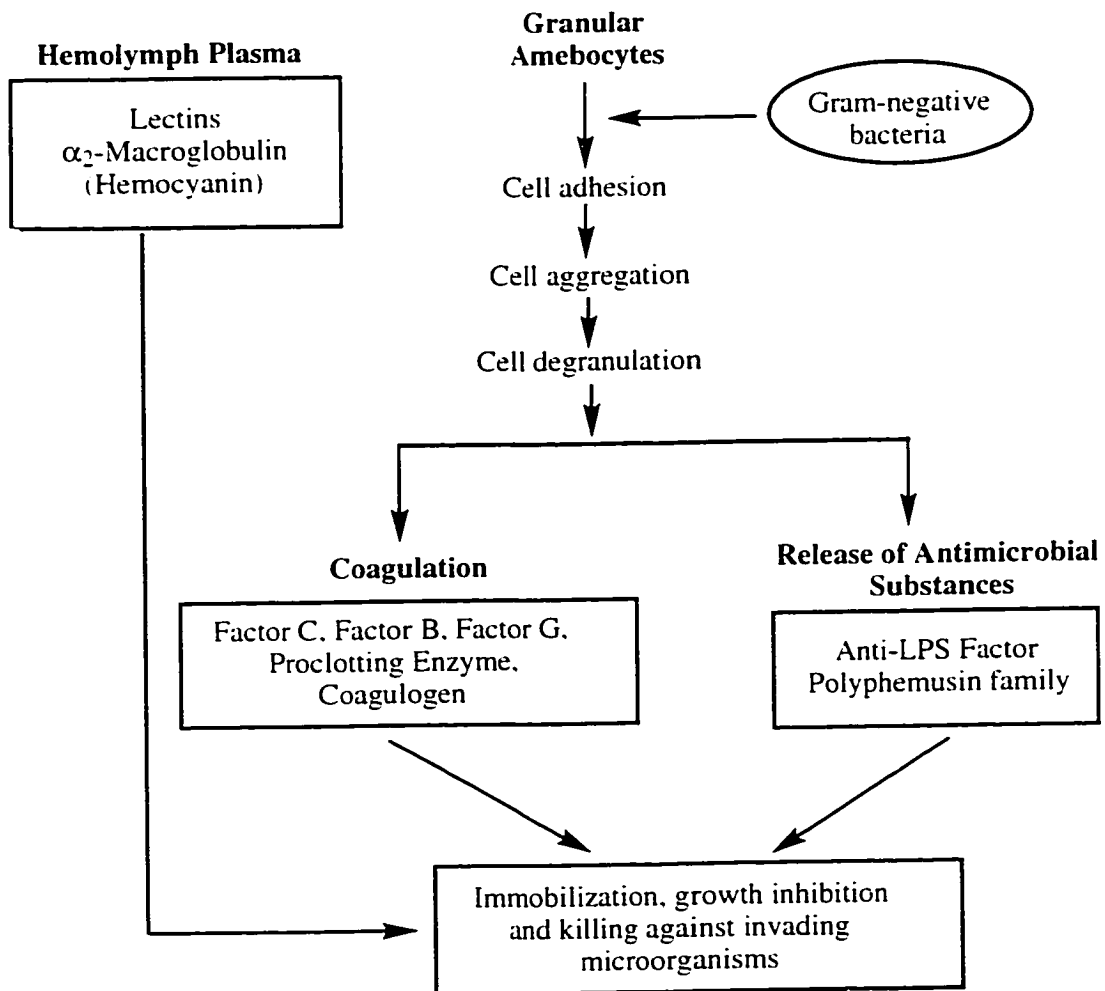 Hemolymph Plasma
Lectins
α2-Macroglobulin
(Hemocyanin)
Granular
Amebocytes
Gram-negative
bacteria
Cell adhesion
Cell aggregation
Cell degranulation
Coagulation
Factor C, Factor B, Factor G,
Proclotting Enzyme,
Coagulogen
Release of Antimicrobial
Substances
Anti-LPS Factor
Polyphemusin family
Immobilization, growth inhibition
and killing against invading
microorganisms